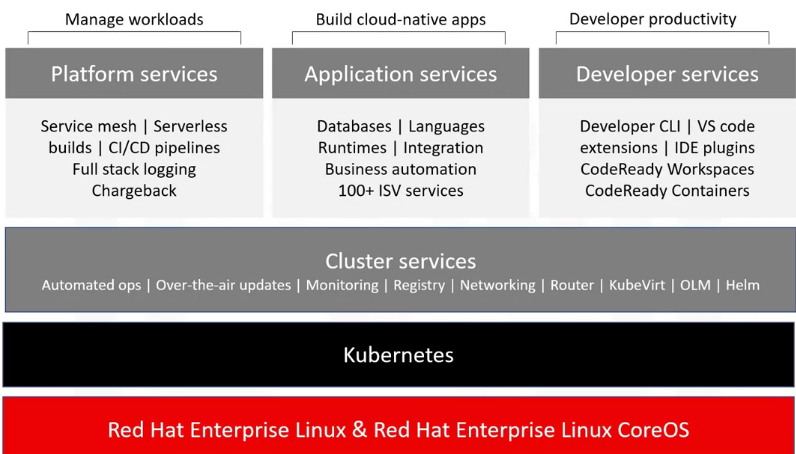 Manage workloads
Build cloud-native apps
Developer productivity
Platform services
Application services
Developer services
Service mesh | Serverless
builds | CI/CD pipelines
Full stack logging
Chargeback
Databases | Languages
Runtimes | Integration
Business automation
100+ ISV services
Developer CLI | VS code
extensions | IDE plugins
CodeReady Workspaces
CodeReady Containers
Cluster services
Automated ops | Over-the-air updates | Monitoring | Registry | Networking | Router | KubeVirt | OLM | Helm
Kubernetes
Red Hat Enterprise Linux & Red Hat Enterprise Linux CoreOS